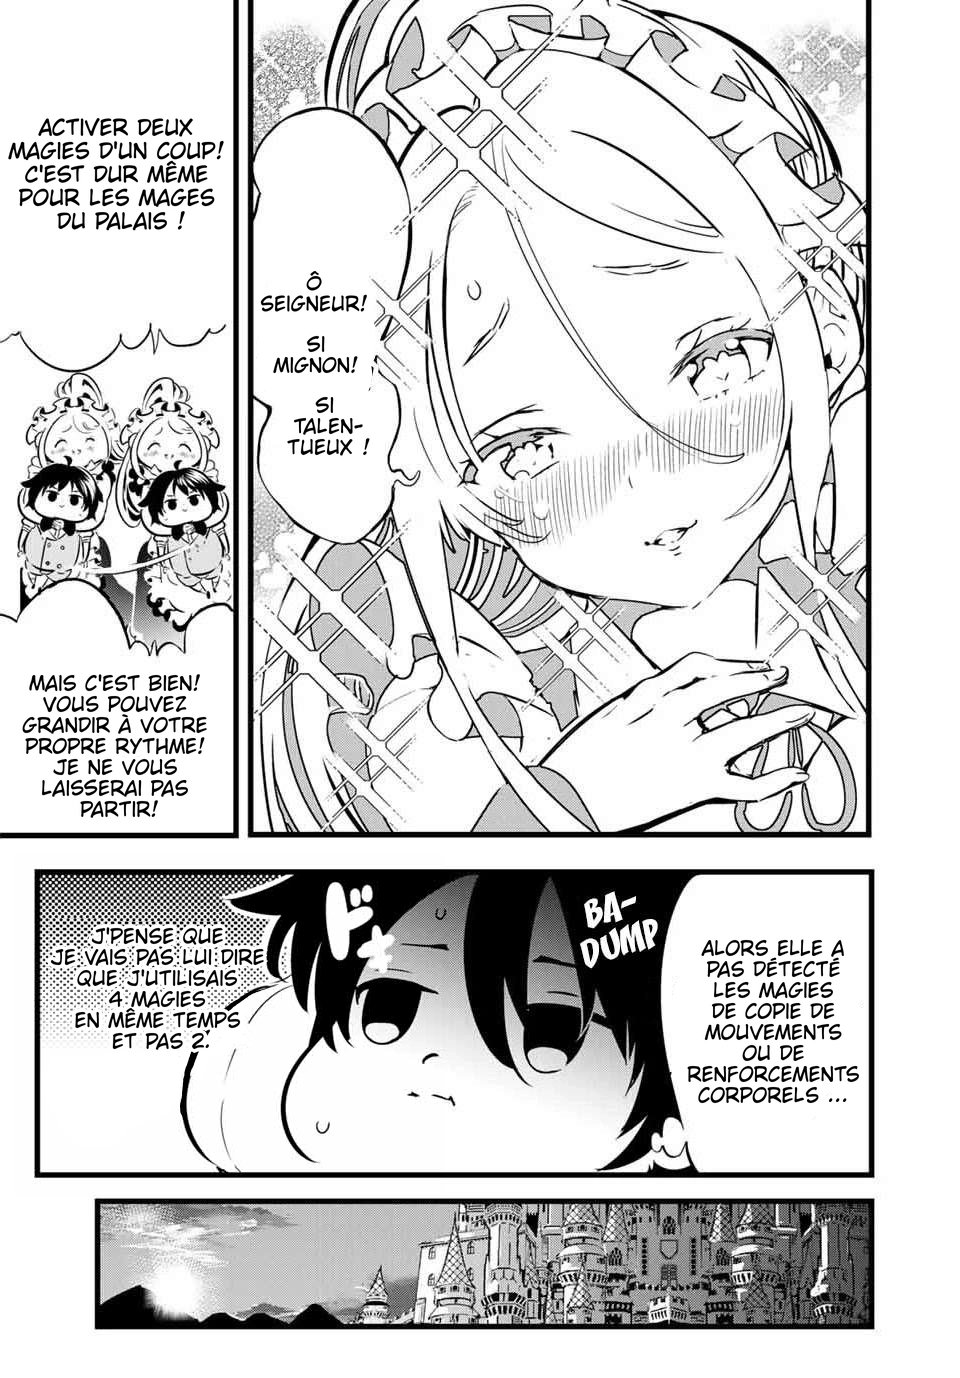 Ô
SEIGNEUR!
SI
MIGNON!
SI
TALEN-
TUEUX !
ACTIVER DEUX
MAGIES D'UN COUP!
C'EST DUR MÊME
POUR LES MAGES
DU PALAIS !
MAIS C'EST BIEN!
VOUS POUVEZ
GRANDIR À VOTRE
PROPRE RYTHME!
JE NE VOUS
LAISSERAI PAS
PARTIR!
ALORS ELLE A
PAS DÉTECTÉ
LES MAGIES
DE COPIE DE
MOUVEMENTS
OU DE
RENFORCEMENTS
CORPORELS ...
BA-
DUMP
ドキ
J'PENSE QUE
JE VAIS PAS LUI DIRE
QUE J'UTILISAIS
4 MAGIES
EN MÊME TEMPS
ET PAS 2.